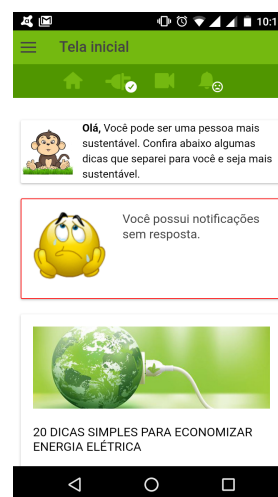 10:1
Tela inicial
Olá, Você pode ser uma pessoa mais
sustentável. Confira abaixo algumas
dicas que separei para você e seja mais
sustentável.
Você possui notificações
sem resposta.
20 DICAS SIMPLES PARA ECONOMIZAR
ENERGIA ELÉTRICA